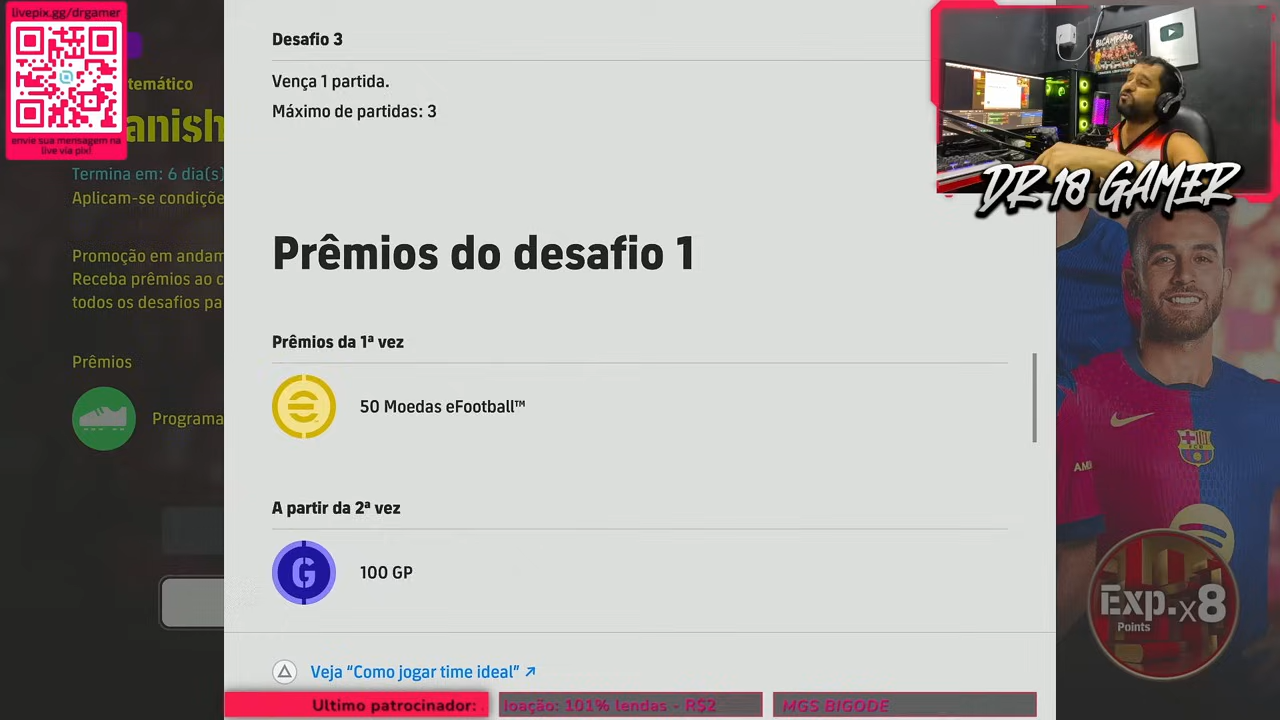 livepix.gg/drgamer
envie sua mensagem na
live via pix!
temático
anish
Termina em: 6 dia(s)
Aplicam-se condiçõe
Promoção em andam
Receba prêmios ao c
todos os desafios pa
Prêmios
Programa
Desafio 3
Vença 1 partida.
Máximo de partidas: 3
Prêmios do desafio 1
Prêmios da 1ª vez
50 Moedas eFootball™
A partir da 2ª vez
G
100 GP
Veja “Como jogar time ideal” ↗
BICAMPEÃO
DR 18 GAMER
FCB
Exp.x8
Points
Ultimo patrocinador:
loação: 101% lendas - R$2
MGS BIGODE